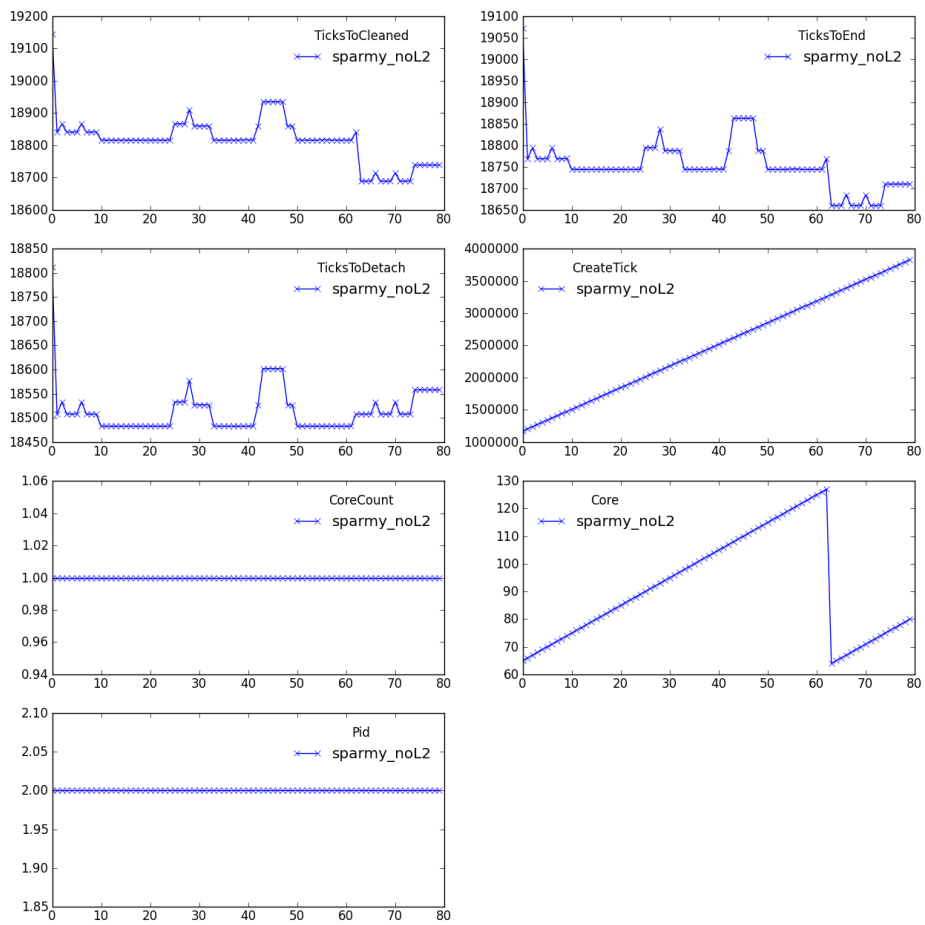 19200
19100
19000
18900
18800
18700
18600
TicksToCleaned
sparmy_noL2
0 10 20 30 40 50 60 70 80
19100
19050
19000
18950
18900
18850
18800
18750
18700
18650
TicksToEnd
sparmy_noL2
0 10 20 30 40 50 60 70 80
18850
18800
18750
18700
18650
18600
18550
18500
18450
TicksToDetach
sparmy_noL2
0 10 20 30 40 50 60 70 80
4000000
3500000
3000000
2500000
2000000
1500000
1000000
CreateTick
sparmy_noL2
0 10 20 30 40 50 60 70 80
1.06
1.04
1.02
1.00
0.98
0.96
0.94
CoreCount
sparmy_noL2
0 10 20 30 40 50 60 70 80
130
120
110
100
90
80
70
60
Core
sparmy_noL2
0 10 20 30 40 50 60 70 80
2.10
2.05
2.00
1.95
1.90
1.85
Pid
sparmy_noL2
0 10 20 30 40 50 60 70 80